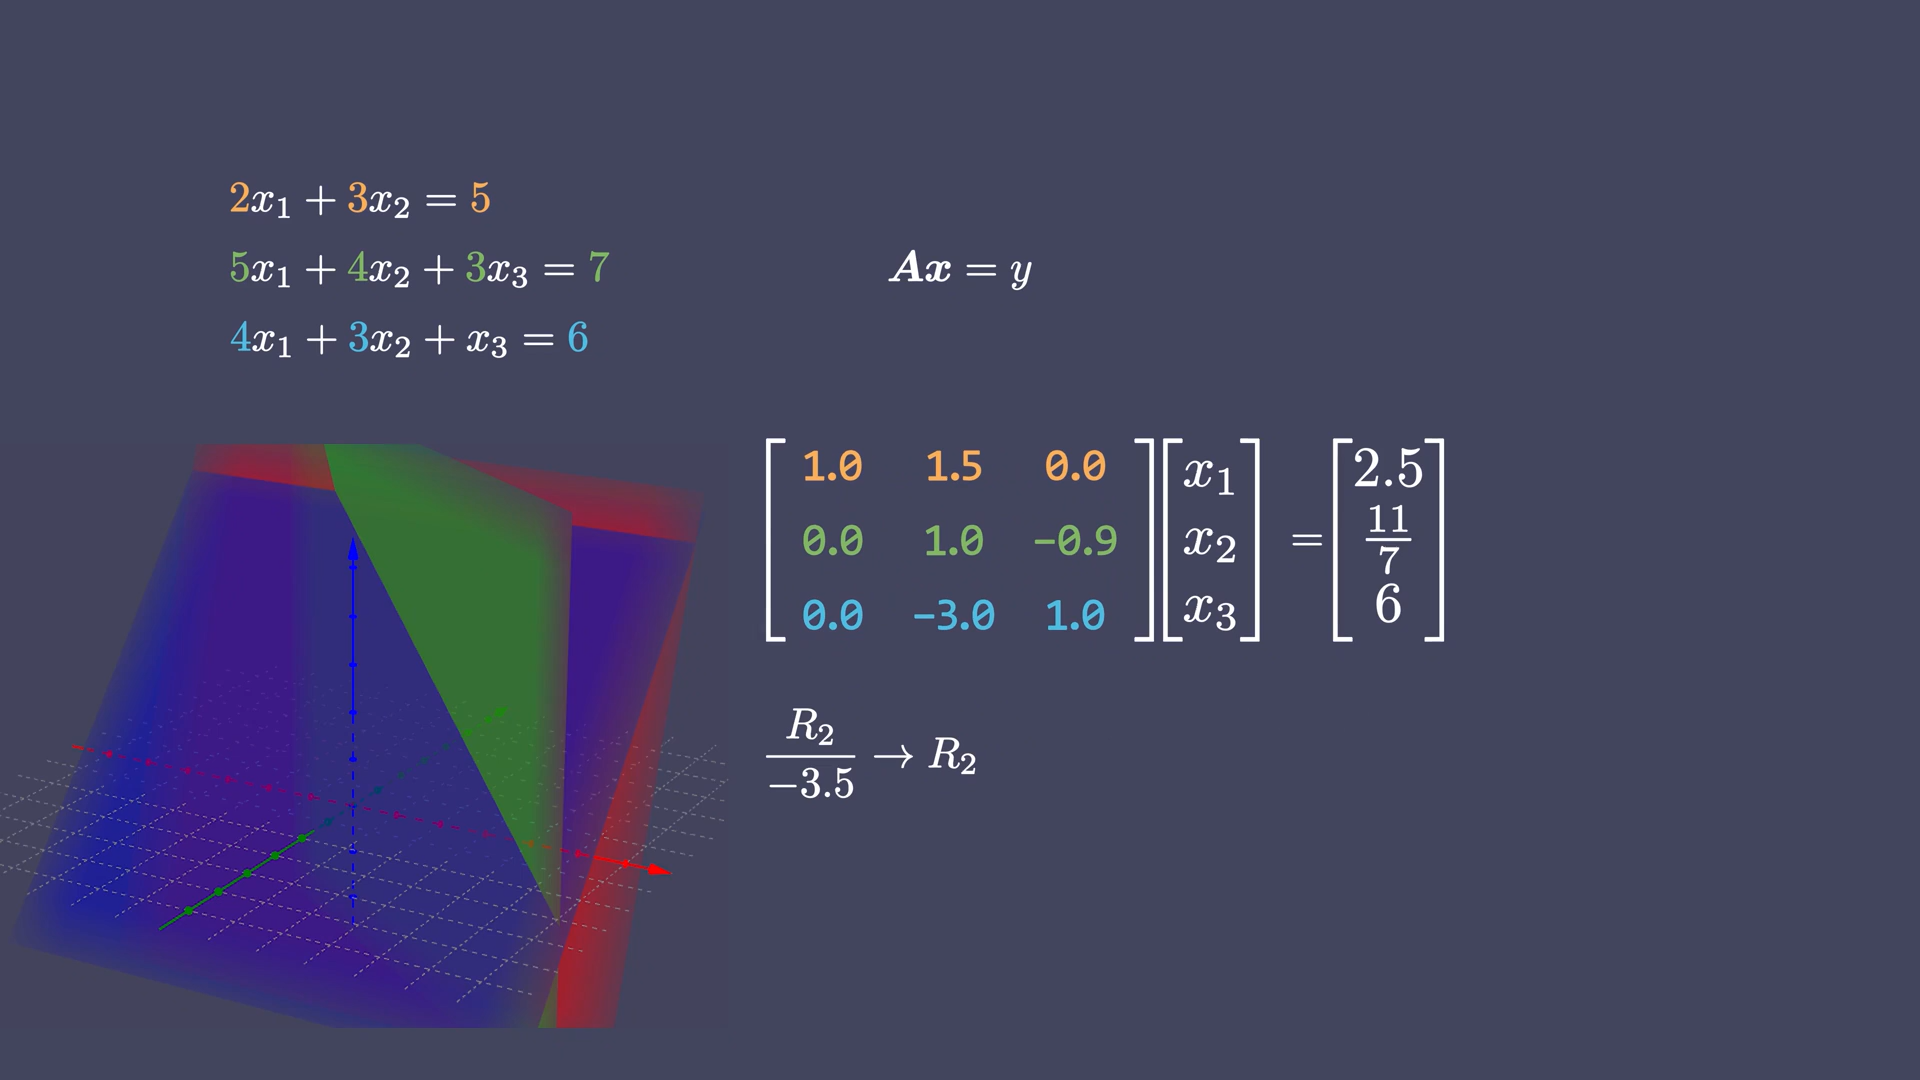 2x₁ + 3x₂ = 5
5x₁ + 4x₂ + 3x₃ = 7
4x₁ + 3x₂ + x₃ = 6
Ax = y
[1.0 1.5 0.0] [x₁] = [2.5]
[0.0 1.0 −0.9] [x₂] [11/7]
[0.0 −3.0 1.0] [x₃] [6]
R₂/−3.5 → R₂